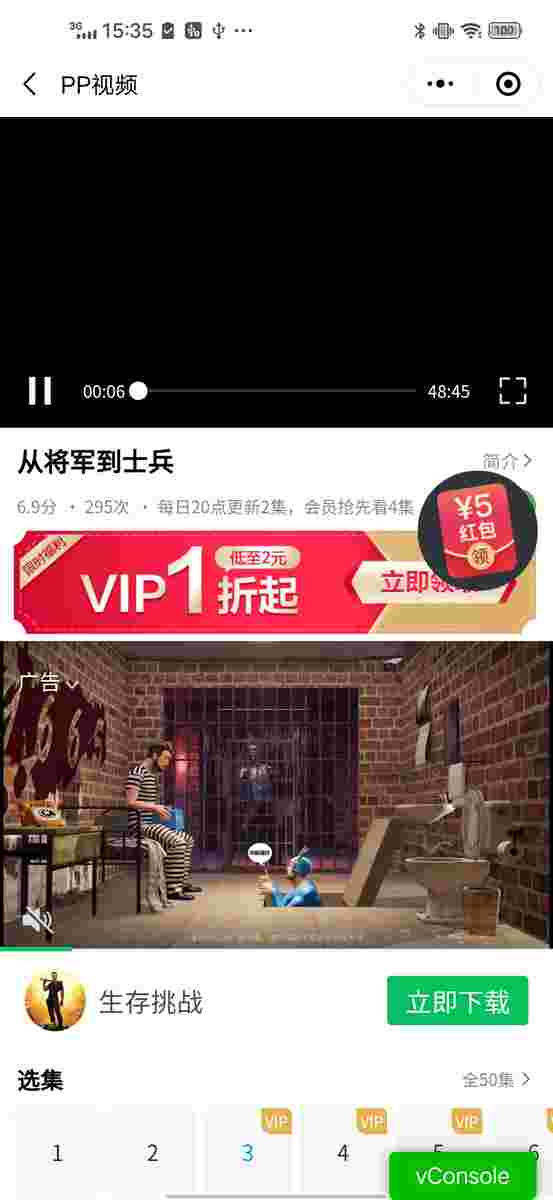 3G 15:35 100
PP视频
00:06 48:45
从将军到士兵 简介
6.9分 · 295次 · 每日20点更新2集，会员抢先看4集
¥5
红包
领
限时福利
VIP1折起
低至2元
立即领
广告
生存挑战 立即下载
选集 全50集
VIP VIP VIP
1 2 3 4 5 6
vConsole